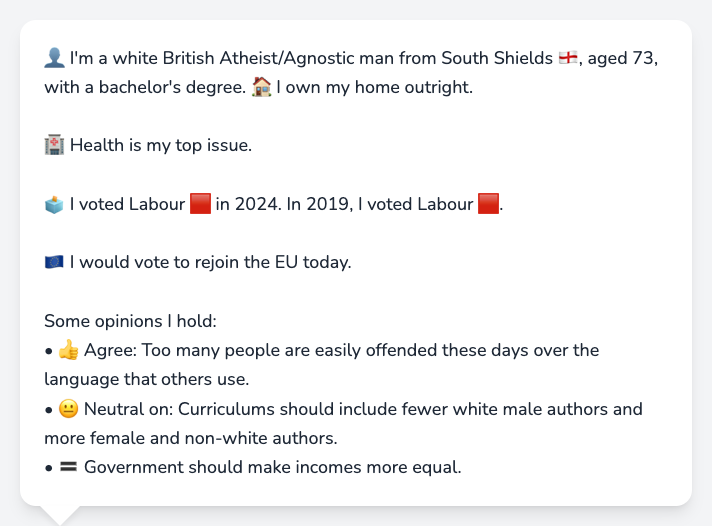 👤 I'm a white British Atheist/Agnostic man from South Shields 🏴󠁧󠁢󠁥󠁮󠁧󠁿, aged 73,
with a bachelor's degree. 🏠 I own my home outright.
🏥 Health is my top issue.
🗳️ I voted Labour 🟥 in 2024. In 2019, I voted Labour 🟥.
🇪🇺 I would vote to rejoin the EU today.
Some opinions I hold:
• 👍 Agree: Too many people are easily offended these days over the
language that others use.
• 😐 Neutral on: Curriculums should include fewer white male authors and
more female and non-white authors.
• 🟰 Government should make incomes more equal.